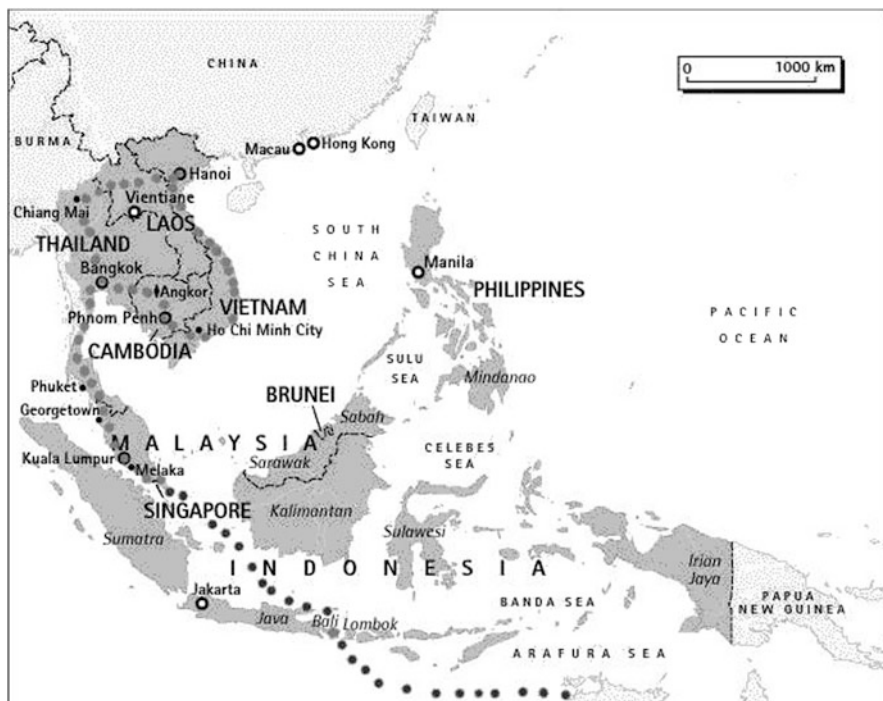 CHINA
0 1000 km
TAIWAN
BURMA
Macau
Hong Kong
Hanoi
Vientiane
Chiang Mai
LAOS
SOUTH
CHINA
SEA
THAILAND
Bangkok
Manila
Angkor
VIETNAM
PHILIPPINES
Phnom Penh
Ho Chi Minh City
PACIFIC
OCEAN
CAMBODIA
SULU
SEA
Mindanao
Phuket
BRUNEI
Georgetown
Sabah
MALAYSIA
CELEBES
SEA
Kuala Lumpur
Melaka
Sarawak
SINGAPORE
Kalimantan
Sumatra
Sulawesi
INDONESIA
Irian
Jaya
Jakarta
BANDA SEA
PAPUA
NEW GUINEA
Java
Bali
Lombok
ARAFURA SEA